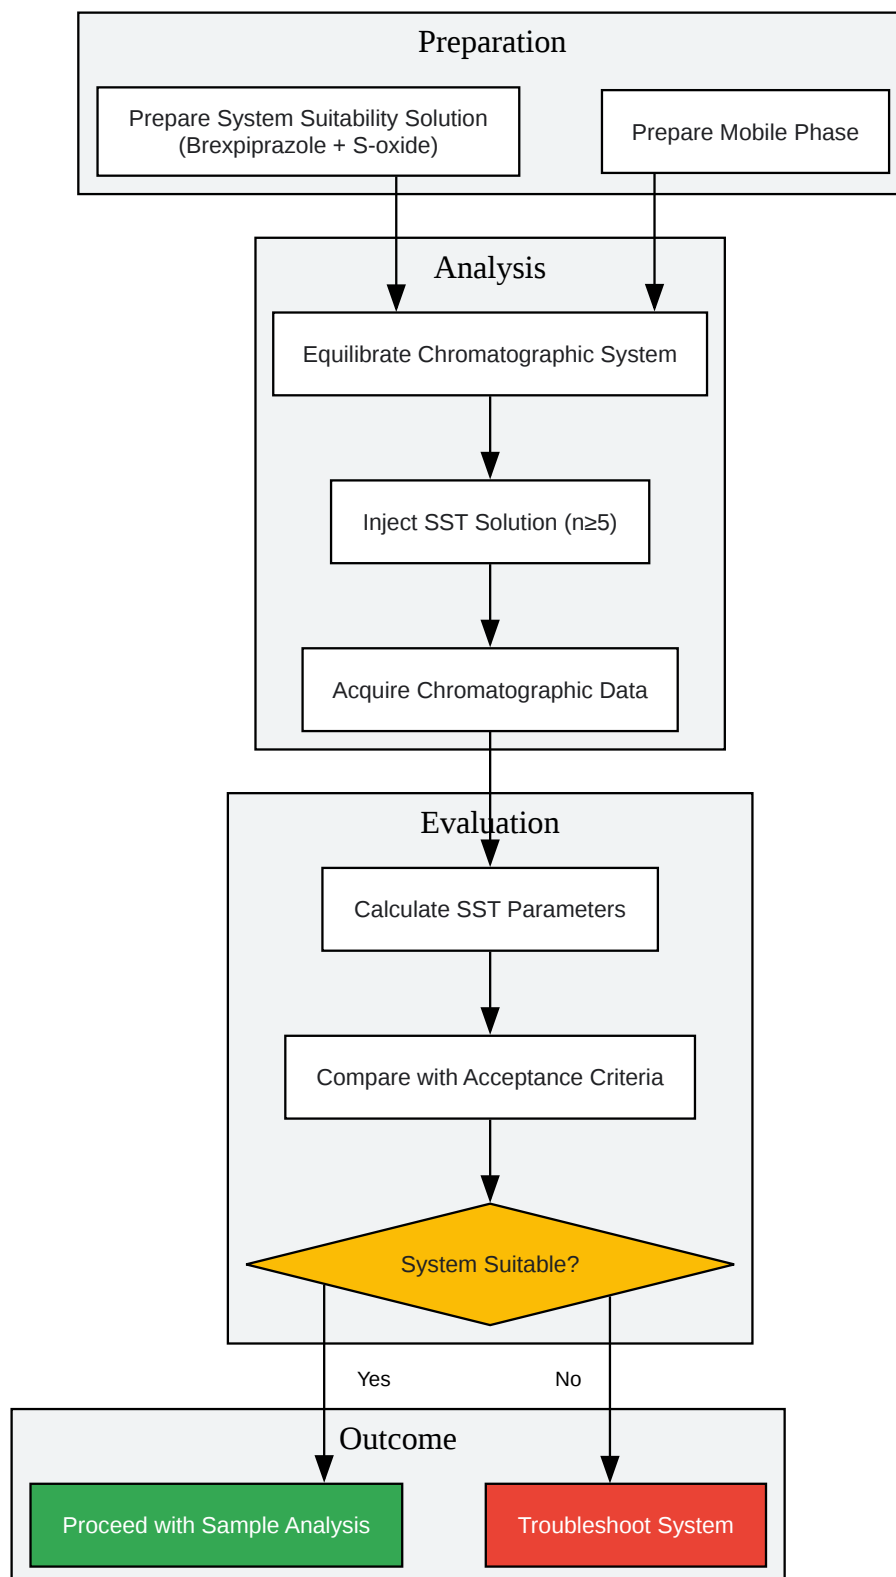 Preparation
Prepare System Suitability Solution
(Brexpiprazole + S-oxide)
Prepare Mobile Phase
Analysis
Equilibrate Chromatographic System
Inject SST Solution (n≥5)
Acquire Chromatographic Data
Evaluation
Calculate SST Parameters
Compare with Acceptance Criteria
System Suitable?
Yes
No
Outcome
Proceed with Sample Analysis
Troubleshoot System